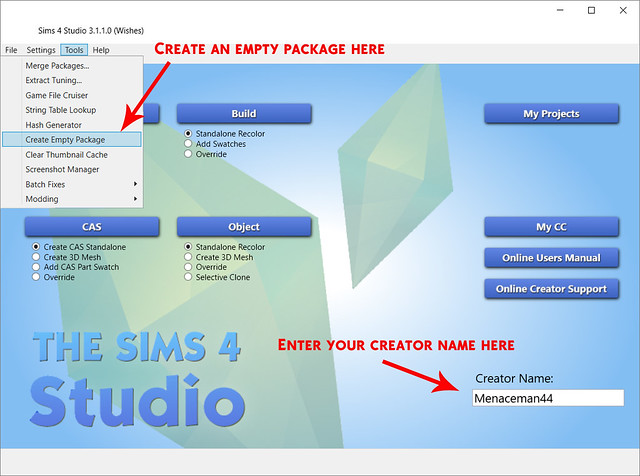 Sims 4 Studio 3.1.1.0 (Wishes)
File Settings Tools Help
Create an empty package here
Merge Packages...
Extract Tuning...
Game File Cruiser
String Table Lookup
Hash Generator
Create Empty Package
Clear Thumbnail Cache
Screenshot Manager
Batch Fixes
Modding
Build
Standalone Recolor
Add Swatches
Override
My Projects
CAS
Create CAS Standalone
Create 3D Mesh
Add CAS Part Swatch
Override
Object
Standalone Recolor
Create 3D Mesh
Override
Selective Clone
My CC
Online Users Manual
Online Creator Support
THE SIMS 4
Studio
Enter your creator name here
Creator Name:
Menaceman44